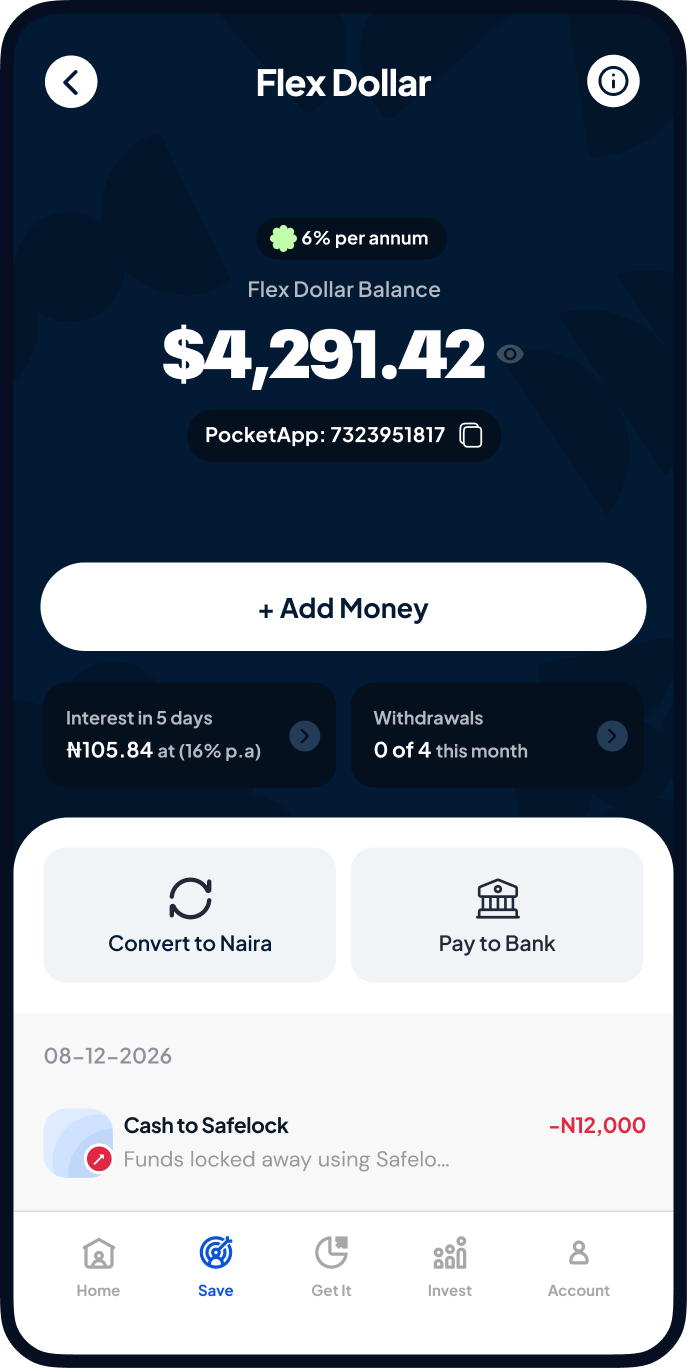 Flex Dollar
6% per annum
Flex Dollar Balance
$4,291.42
PocketApp: 7323951817
+ Add Money
Interest in 5 days
₦105.84 at (16% p.a)
Withdrawals
0 of 4 this month
Convert to Naira
Pay to Bank
08-12-2026
Cash to Safelock
-N12,000
Funds locked away using Safelo...
Home
Save
Get It
Invest
Account